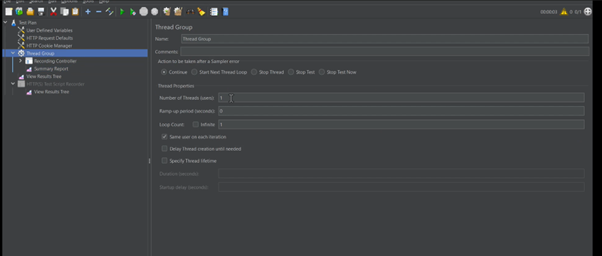 00:00:03 0 0/1
Test Plan
User Defined Variables
HTTP Request Defaults
HTTP Cookie Manager
Thread Group
Recording Controller
Summary Report
View Results Tree
HTTP(S) Test Script Recorder
View Results Tree
Thread Group
Name: Thread Group
Comments:
Action to be taken after a Sampler error
Continue Start Next Thread Loop Stop Thread Stop Test Stop Test Now
Thread Properties
Number of Threads (users):
Ramp-up period (seconds): 0
Loop Count: Infinite 1
Same user on each iteration
Delay Thread creation until needed
Specify Thread lifetime
Duration (seconds):
Startup delay (seconds):